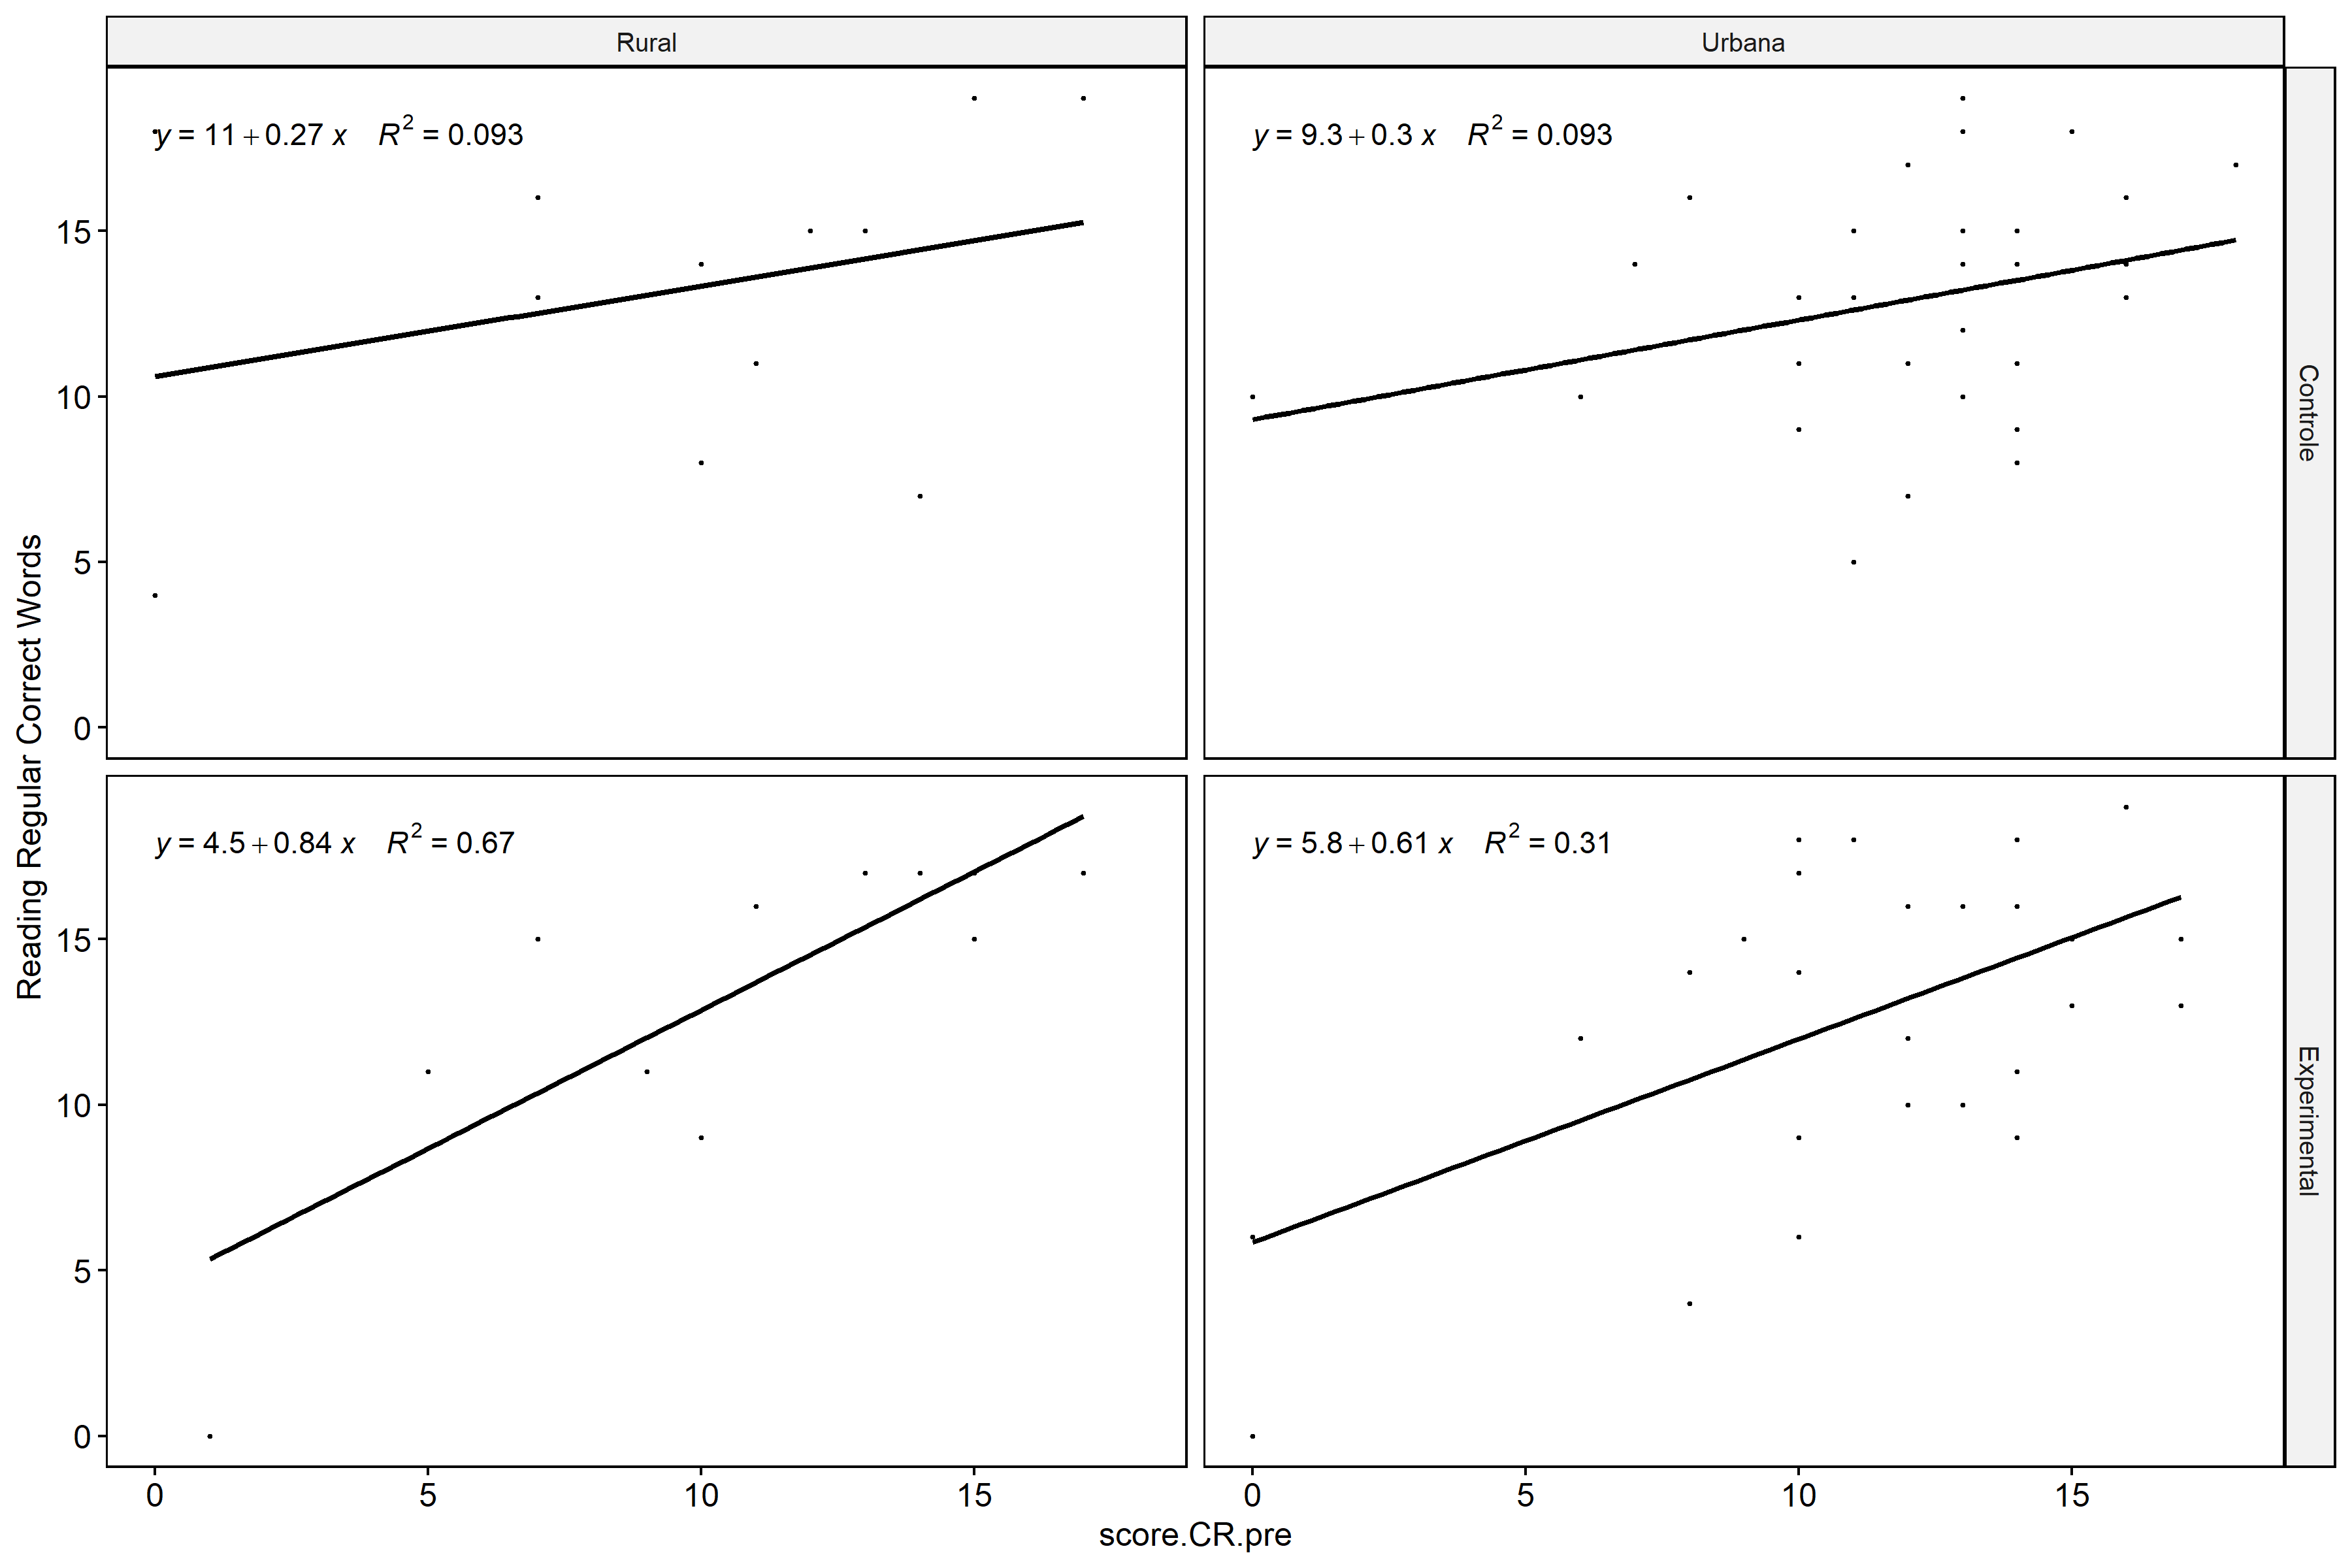 Rural
Urbana
y = 11 + 0.27 x R² = 0.093
y = 9.3 + 0.3 x R² = 0.093
Controle
15
10
5
0
Reading Regular Correct Words
y = 4.5 + 0.84 x R² = 0.67
y = 5.8 + 0.61 x R² = 0.31
Experimental
15
10
5
0
0 5 10 15
0 5 10 15
score.CR.pre